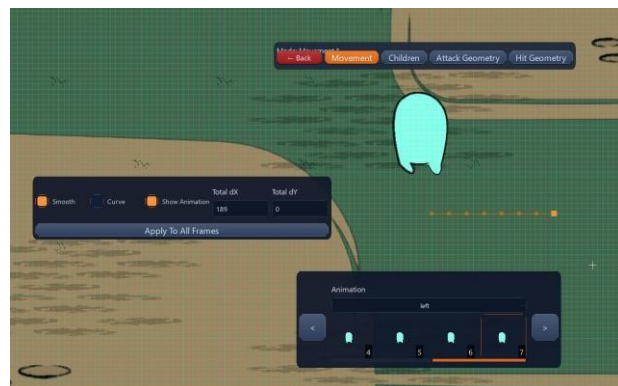 ← Back Movement Children Attack Geometry Hit Geometry
Total dX Total dY
Smooth Curve Show Animation 189 0
Apply To All Frames
Animation
left
< 4 5 6 7 >